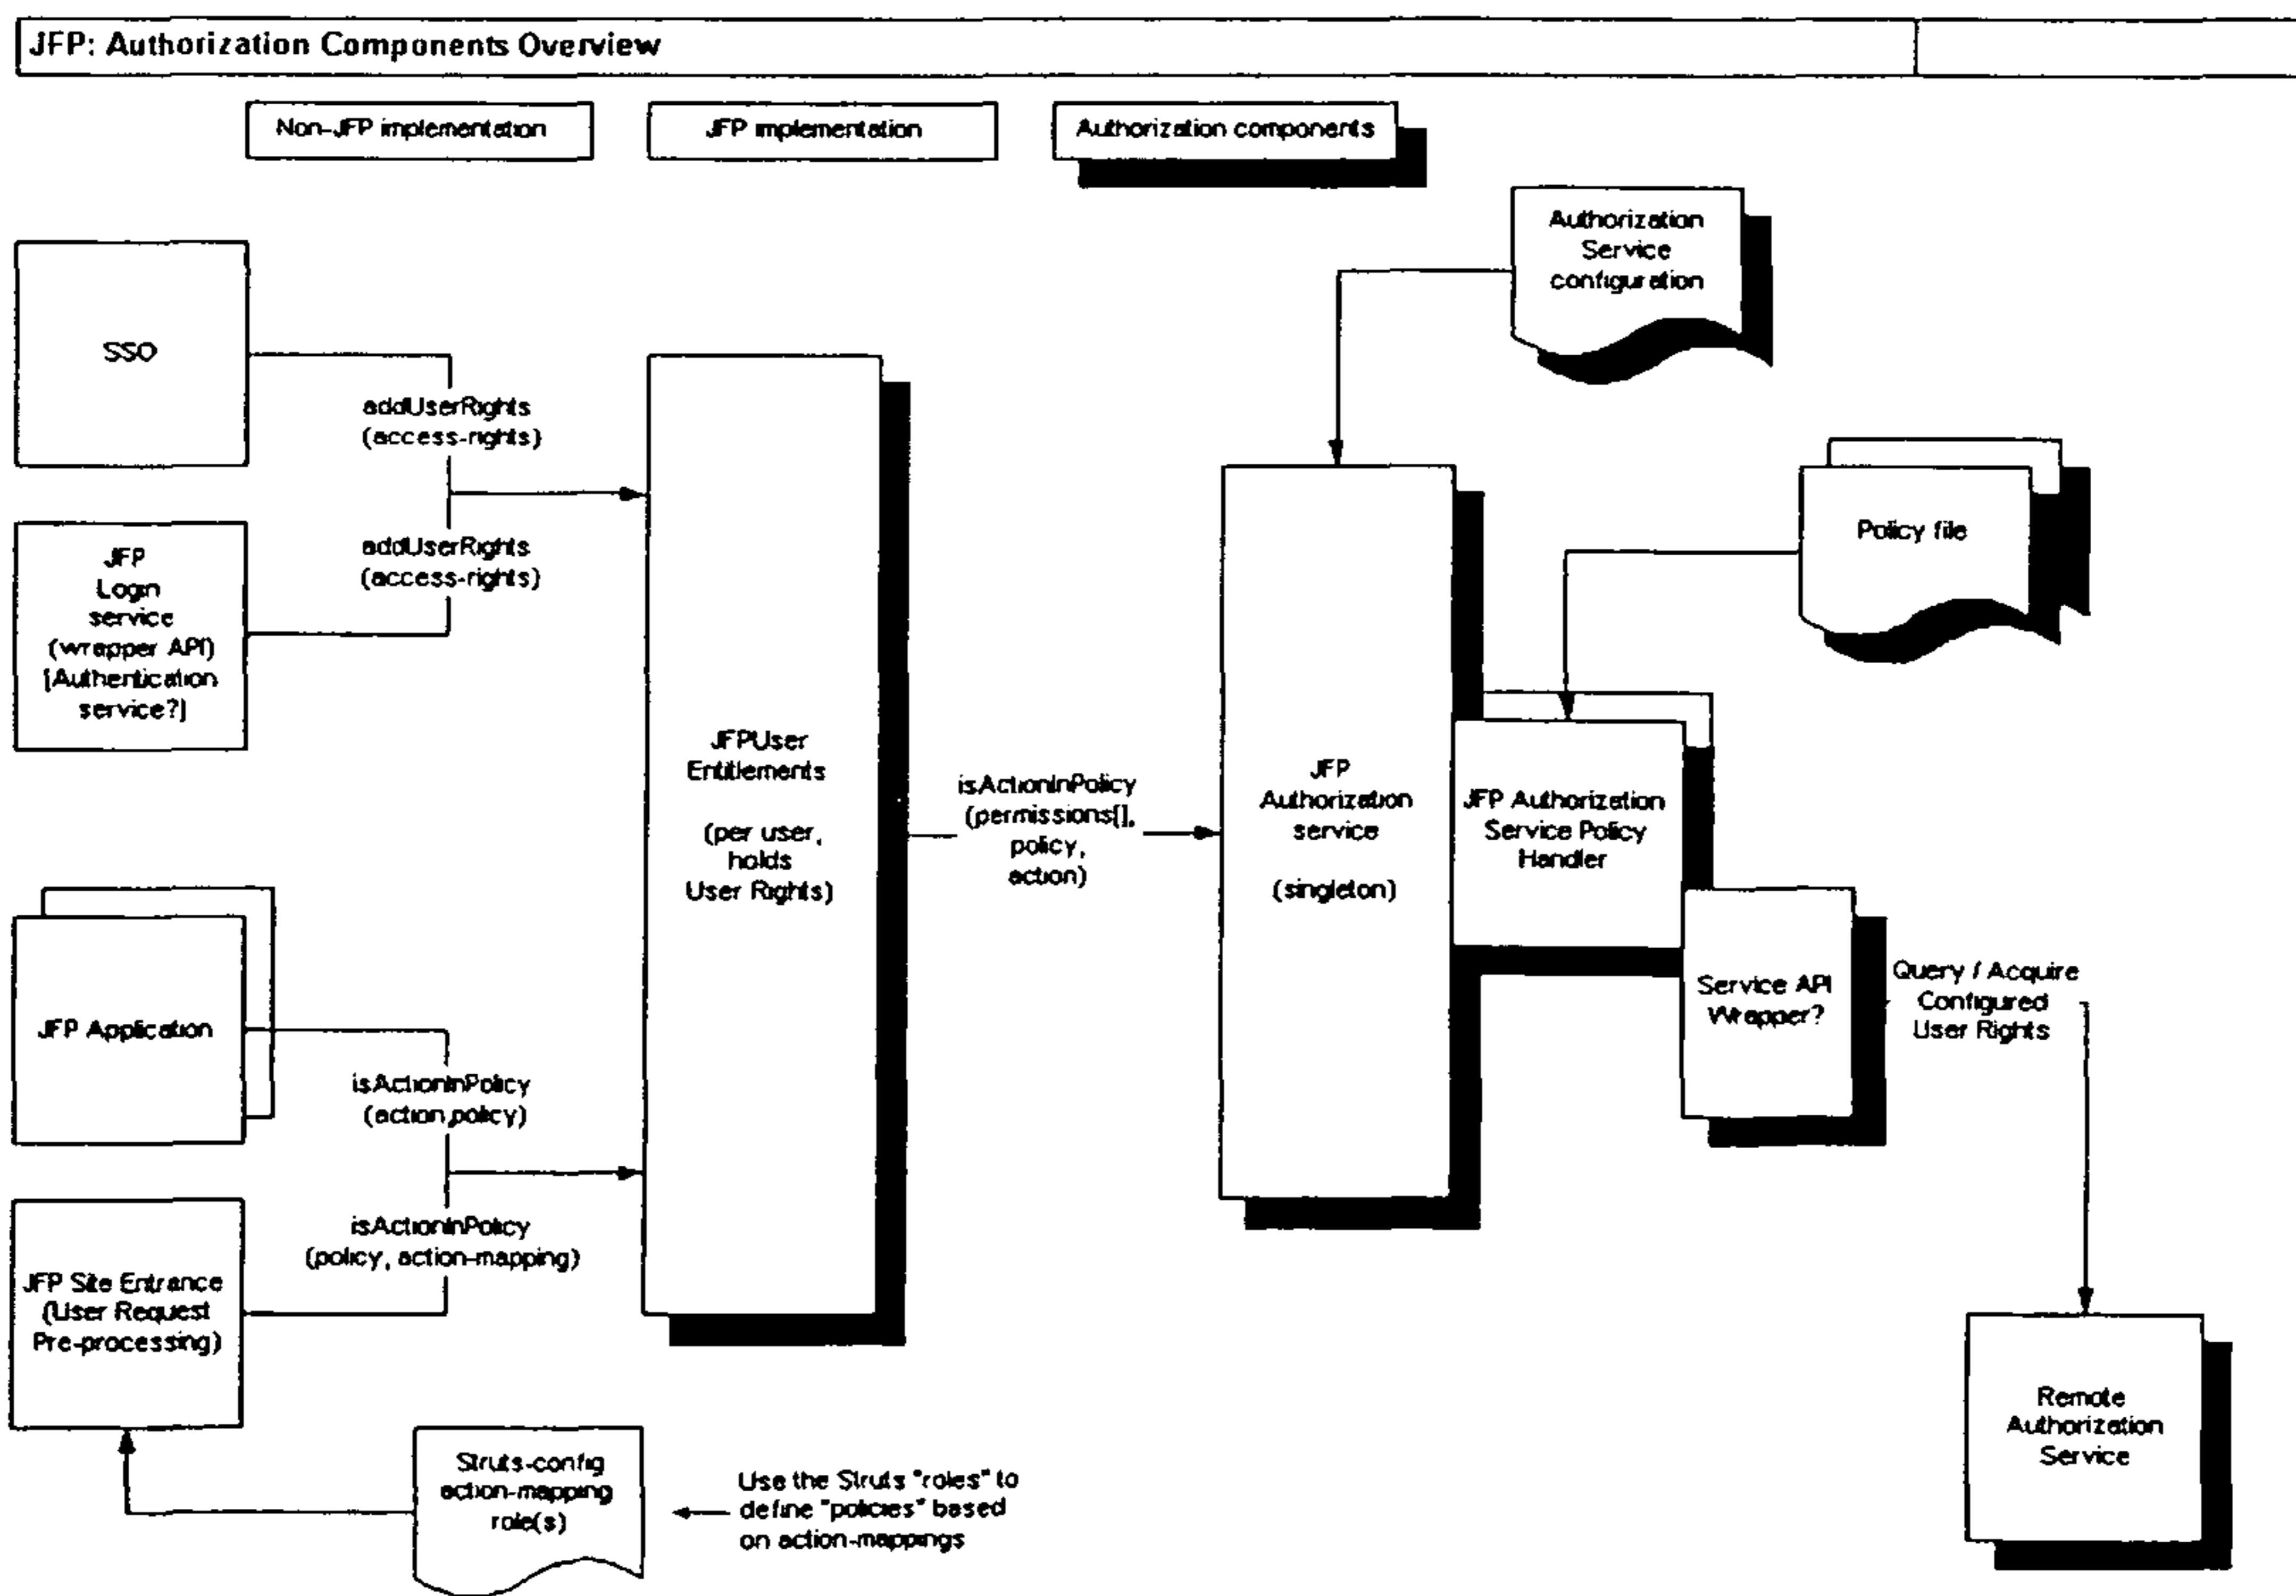 JFP: Authorization Components Overview
Non-JFP implementation
JFP implementation
Authorization components
Authorization
Service
configuration
SSO
addUserRights
(access-rights)
Policy file
JFP
Login
service
(wrapper API)
[Authentication
service?]
addUserRights
(access-rights)
JFPUser
Entitlements
(per user,
holds
User Rights)
isActionInPolicy
(permissions[],
policy,
action)
JFP
Authorization
service
(singleton)
JFP Authorization
Service Policy
Handler
Service API
Wrapper?
Query / Acquire
Configured
User Rights
JFP Application
isActionInPolicy
(action,policy)
isActionInPolicy
(policy, action-mapping)
JFP Site Entrance
(User Request
Pre-processing)
Remote
Authorization
Service
Struts-config
action-mapping
role(s)
Use the Struts "roles" to
define "policies" based
on action-mappings